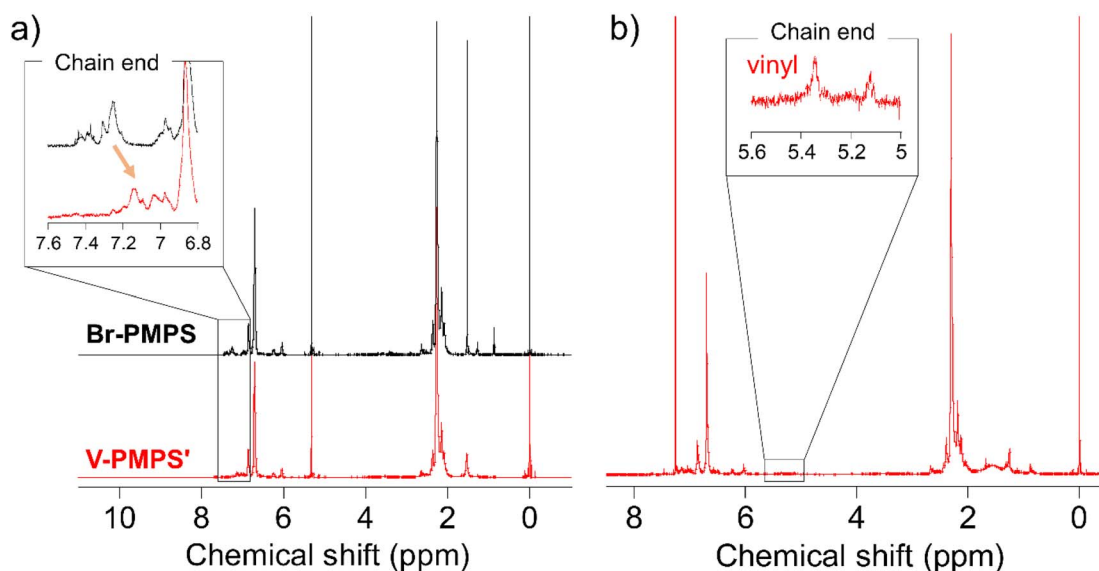 a)
Chain end
7.6 7.4 7.2 7 6.8
Br-PMPS
V-PMPS'
10 8 6 4 2 0
Chemical shift (ppm)
b)
Chain end
vinyl
5.6 5.4 5.2 5
8 6 4 2 0
Chemical shift (ppm)